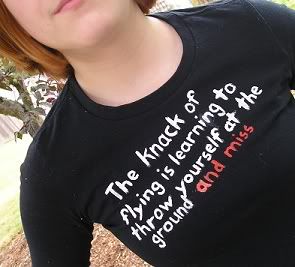 The knack of
flying is learning to
throw yourself at the
ground and miss